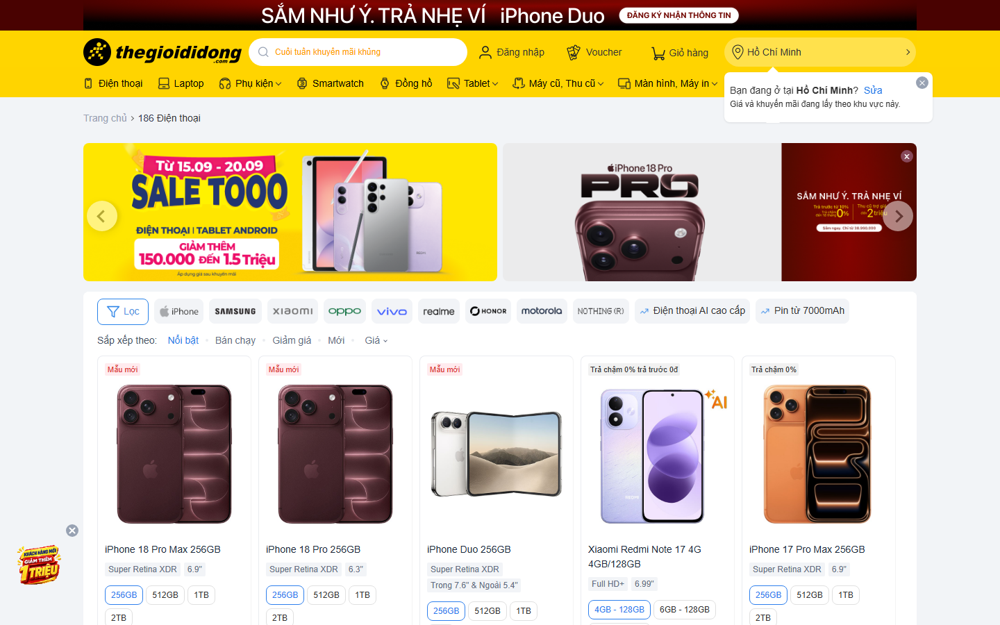 SẮM NHƯ Ý. TRẢ NHẸ VÍ iPhone Duo ĐĂNG KÝ NHẬN THÔNG TIN
thegioididong
.com
Cuối tuần khuyến mãi khủng
Đăng nhập
Voucher
Giỏ hàng
Hồ Chí Minh
Điện thoại
Laptop
Phụ kiện
Smartwatch
Đồng hồ
Tablet
Máy cũ, Thu cũ
Màn hình, Máy in
Bạn đang ở tại Hồ Chí Minh? Sửa
Giá và khuyến mãi đang lấy theo khu vực này.
Trang chủ › 186 Điện thoại
Từ 15.09 - 20.09
SALE TO OO
ĐIỆN THOẠI | TABLET ANDROID
GIẢM THÊM
150.000 ĐẾN 1.5 Triệu
Áp dụng giá sau khuyến mãi
iPhone 18 Pro
PRO
SẮM NHƯ Ý. TRẢ NHẸ VÍ
Trả trước từ 10%
Trả chậm 0%
đến 18 tháng
Thu cũ trợ giá
đến 2 triệu
Sắm ngay, Chỉ từ 38.990.000
Lọc
iPhone
SAMSUNG
xiaomi
oppo
vivo
realme
HONOR
motorola
NOTHING (R)
Điện thoại AI cao cấp
Pin từ 7000mAh
Sắp xếp theo: Nổi bật Bán chạy Giảm giá Mới Giá
Mẫu mới
iPhone 18 Pro Max 256GB
Super Retina XDR 6.9"
256GB 512GB 1TB
2TB
Mẫu mới
iPhone 18 Pro 256GB
Super Retina XDR 6.3"
256GB 512GB 1TB
2TB
Mẫu mới
iPhone Duo 256GB
Super Retina XDR
Trong 7.6" & Ngoài 5.4"
256GB 512GB 1TB
Trả chậm 0% trả trước 0đ
AI
REDMI
Xiaomi Redmi Note 17 4G
4GB/128GB
Full HD+ 6.99"
4GB - 128GB 6GB - 128GB
Trả chậm 0%
iPhone 17 Pro Max 256GB
Super Retina XDR 6.9"
256GB 512GB 1TB
2TB
KHÁCH HÀNG MỚI
GIẢM THÊM
1 TRIỆU